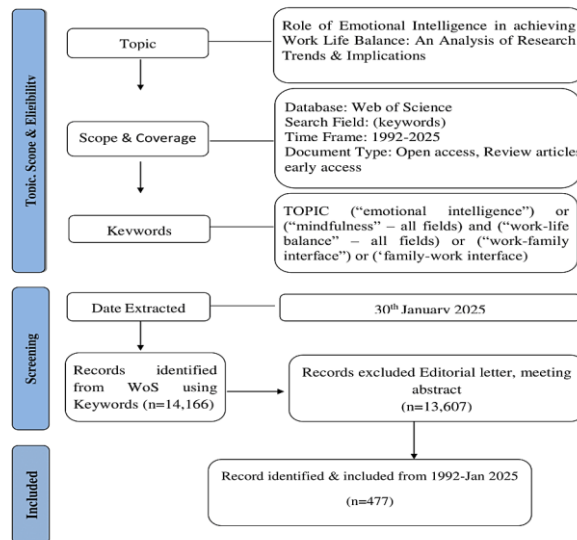 Tonic. Scope & Eligibility
Topic
Role of Emotional Intelligence in achieving
Work Life Balance: An Analysis of Research
Trends & Implications
Scope & Coverage
Database: Web of Science
Search Field: (keywords)
Time Frame: 1992-2025
Document Type: Open access, Review article
early access
Keywords
TOPIC (“emotional intelligence”) or
(“mindfulness” – all fields) and (“work-life
balance” – all fields) or (“work-family
interface”) or (‘family-work interface)
Screening
Date Extracted
30th January 2025
Records identified
from WoS using
Keywords (n=14,166)
Records excluded Editorial letter, meeting
abstract
(n=13,607)
Included
Record identified & included from 1992-Jan 2025
(n=477)